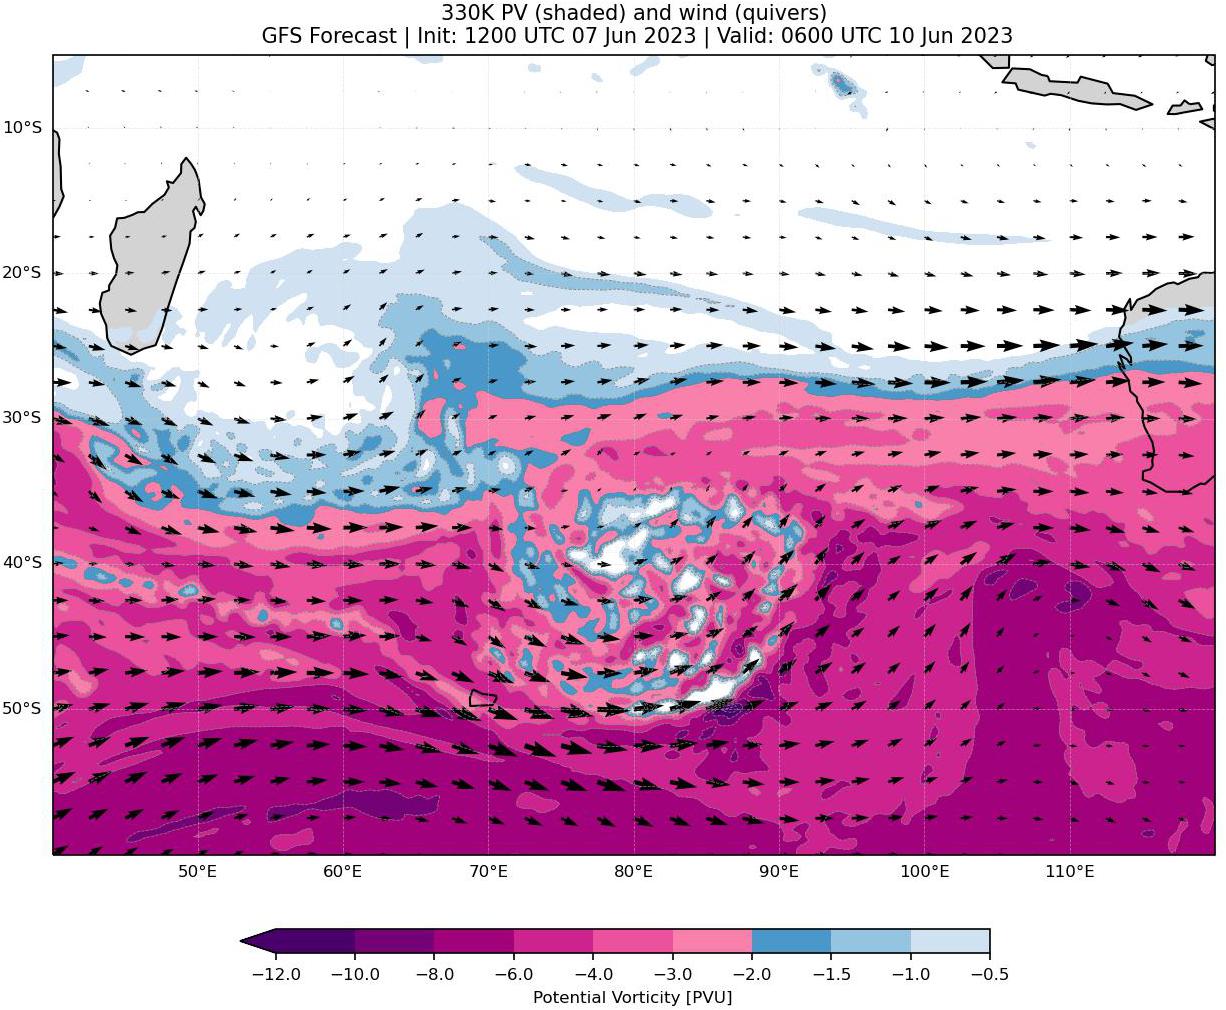 330K PV (shaded) and wind (quivers)
GFS Forecast | Init: 1200 UTC 07 Jun 2023 | Valid: 0600 UTC 10 Jun 2023
10°S
20°S
30°S
40°S
50°S
50°E 60°E 70°E 80°E 90°E 100°E 110°E
−12.0 −10.0 −8.0 −6.0 −4.0 −3.0 −2.0 −1.5 −1.0 −0.5
Potential Vorticity [PVU]